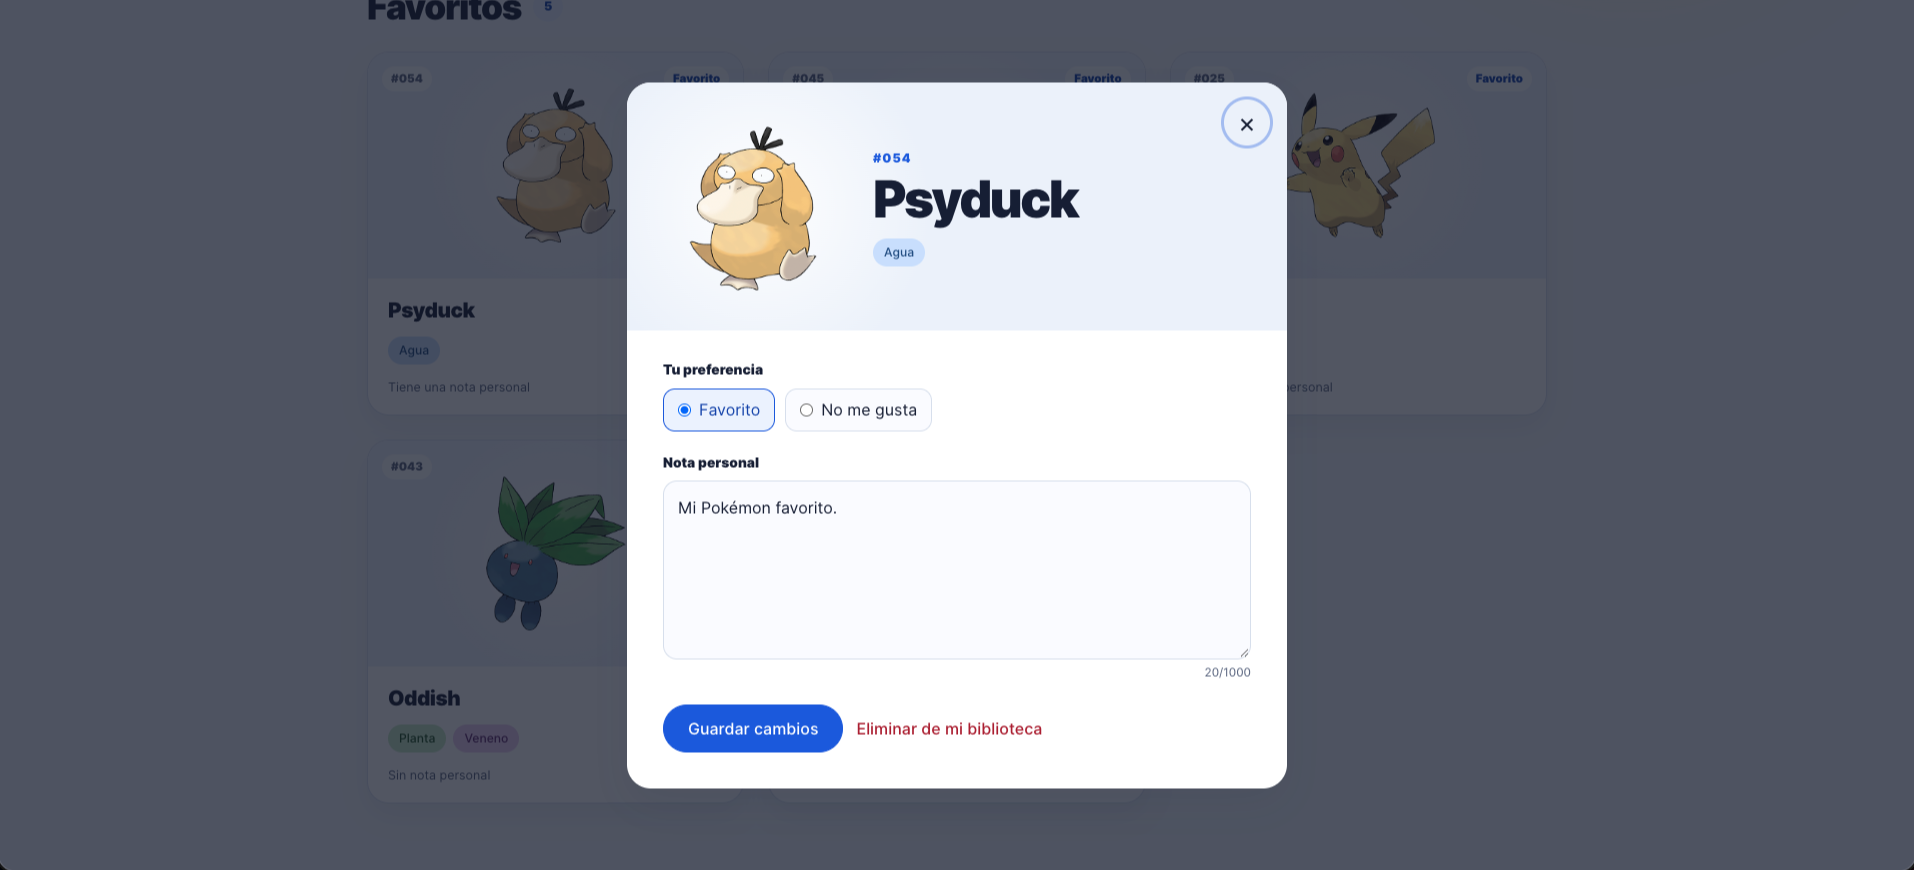 Favoritos 5
#054 Favorito
#045 Favorito
#025 Favorito
Psyduck
Agua
Tiene una nota personal
#043
Oddish
Planta Veneno
Sin nota personal
ersonal
×
#054
Psyduck
Agua
Tu preferencia
Favorito No me gusta
Nota personal
Mi Pokémon favorito.
20/1000
Guardar cambios Eliminar de mi biblioteca